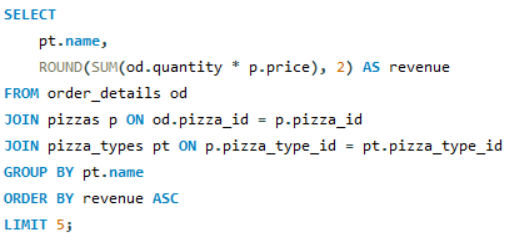 SELECT
    pt.name,
    ROUND(SUM(od.quantity * p.price), 2) AS revenue
FROM order_details od
JOIN pizzas p ON od.pizza_id = p.pizza_id
JOIN pizza_types pt ON p.pizza_type_id = pt.pizza_type_id
GROUP BY pt.name
ORDER BY revenue ASC
LIMIT 5;